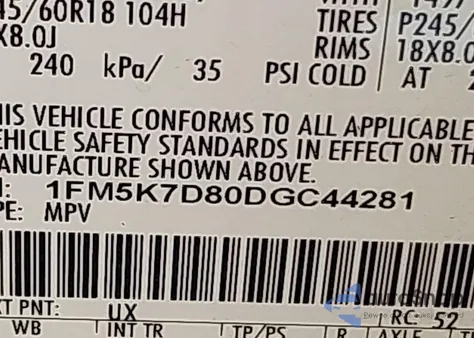 45/60R18 104H
X8.0J
240 kPa/ 35 PSI COLD
TIRES P245/
RIMS 18X8.0
AT
HIS VEHICLE CONFORMS TO ALL APPLICABLE
EHICLE SAFETY STANDARDS IN EFFECT ON TH
ANUFACTURE SHOWN ABOVE.
: 1FM5K7D80DGC44281
PE: MPV
XT PNT: UX RC: 52
WB INT TR TP/PS R AXLE